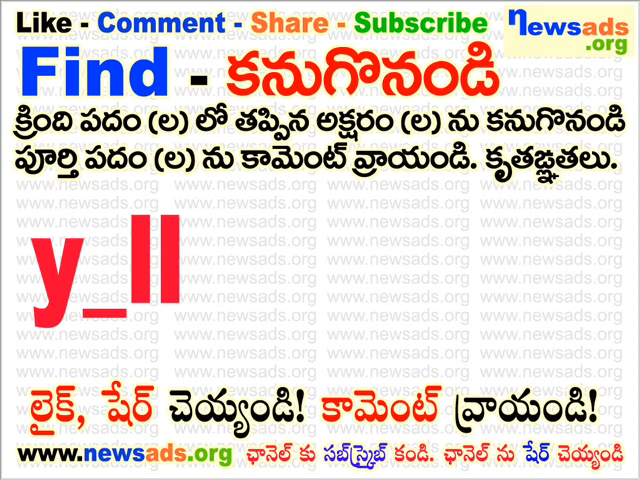 Like - Comment - Share - Subscribe
newsads
.org
Find - కనుగొనండి
క్రింది పదం (ల) లో తప్పిన అక్షరం (ల) ను కనుగొనండి
పూర్తి పదం (ల) ను కామెంట్ వ్రాయండి. కృతఙ్ఞతలు.
y_ll
లైక్, షేర్ చెయ్యండి! కామెంట్ వ్రాయండి!
www.newsads.org ఛానెల్ కు సబ్‌స్క్రైబ్ కండి. ఛానెల్ ను షేర్ చెయ్యండి